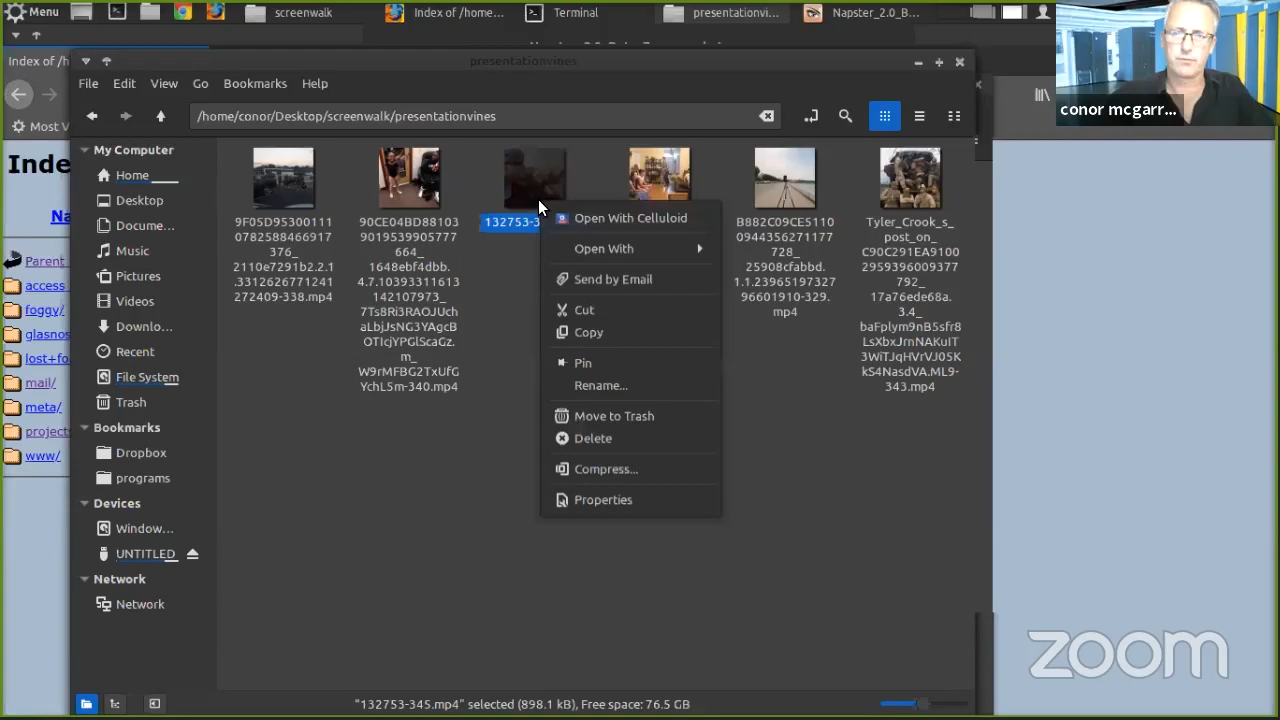 Menu
screenwalk
Index of /home...
Terminal
presentationvi...
Napster_2.0_B...
Index of /h
presentationvines
conor mcgarr...
File Edit View Go Bookmarks Help
/home/conor/Desktop/screenwalk/presentationvines
Most V
Inde
Na
Parent
access
foggy/
glasnos
lost+fo
mail/
meta/
projects
www/
My Computer
Home
Desktop
Docume...
Music
Pictures
Videos
Downlo...
Recent
File System
Trash
Bookmarks
Dropbox
programs
Devices
Window...
UNTITLED
Network
Network
9F05D95300111
0782588466917
376_
2110e7291b2.2.1
.3312626771241
272409-338.mp4
90CE04BD88103
9019539905777
664_
1648ebf4dbb.
4.7.10393311613
142107973_
7Ts8Ri3RAOJUch
aLbjJsNG3YAgcB
OTIcjYPGlScaGz.
m_
W9rMFBG2TxUfG
YchL5m-340.mp4
132753-3
B882C09CE5110
0944356271177
728_
25908cfabbd.
1.1.23965197327
96601910-329.
mp4
Tyler_Crook_s_
post_on_
C90C291EA9100
2959396009377
792_
17a76ede68a.
3.4_
baFplym9nB5sfr8
LsXbxJrnNAKuIT
3WiTJqHVrVJ05K
kS4NasdVA.ML9-
343.mp4
Open With Celluloid
Open With
Send by Email
Cut
Copy
Pin
Rename...
Move to Trash
Delete
Compress...
Properties
"132753-345.mp4" selected (898.1 kB), Free space: 76.5 GB
zoom